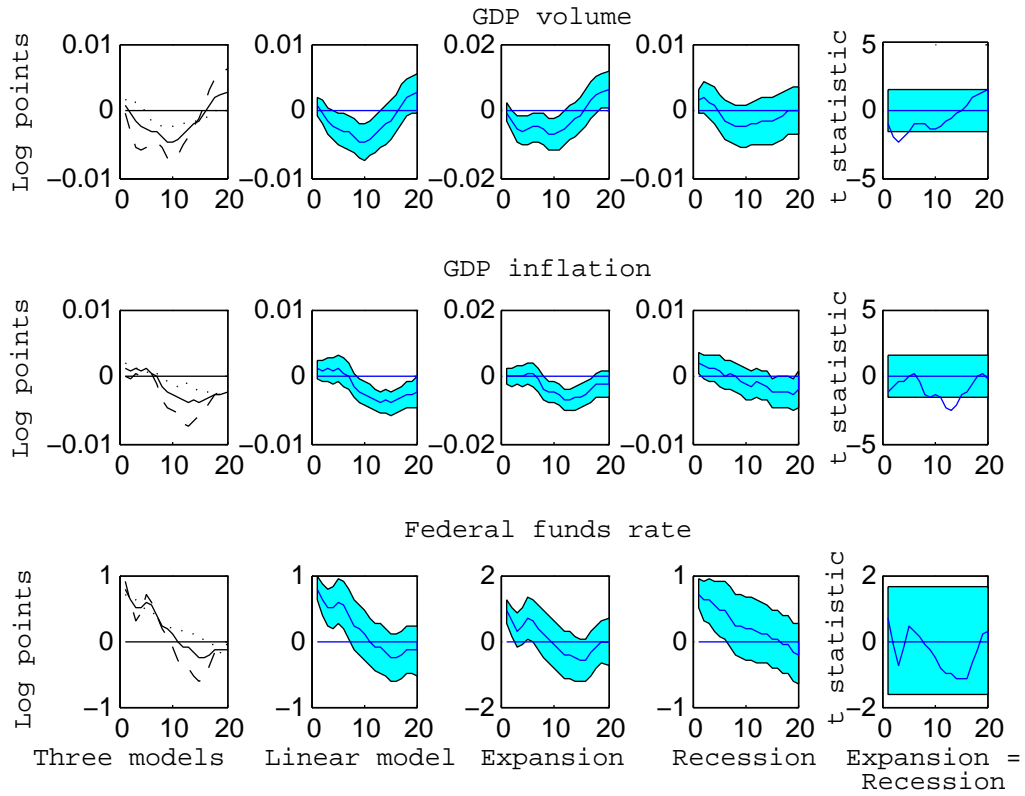 GDP volume
Log points
0.01
0
−0.01
0 10 20
0.01
0
−0.01
0 10 20
0.02
0
−0.02
0 10 20
0.01
0
−0.01
0 10 20
t statistic
5
0
−5
0 10 20
GDP inflation
Log points
0.01
0
−0.01
0 10 20
0.01
0
−0.01
0 10 20
0.02
0
−0.02
0 10 20
0.01
0
−0.01
0 10 20
t statistic
5
0
−5
0 10 20
Federal funds rate
Log points
1
0
−1
0 10 20
Three models
1
0
−1
0 10 20
Linear model
2
0
−2
0 10 20
Expansion
1
0
−1
0 10 20
Recession
t statistic
2
0
−2
0 10 20
Expansion =
Recession